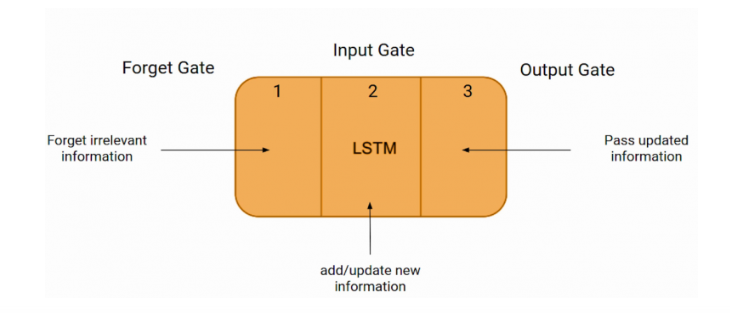 Input Gate
Forget Gate
Output Gate
1
2
3
Forget irrelevant
information
LSTM
Pass updated
information
add/update new
information